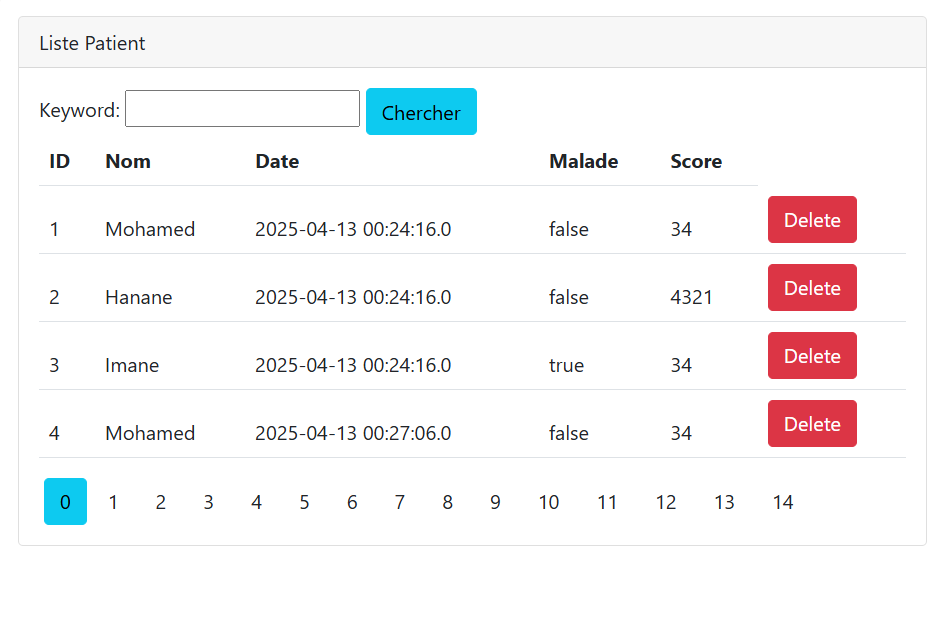 Liste Patient
Keyword: Chercher
ID Nom Date Malade Score
1 Mohamed 2025-04-13 00:24:16.0 false 34 Delete
2 Hanane 2025-04-13 00:24:16.0 false 4321 Delete
3 Imane 2025-04-13 00:24:16.0 true 34 Delete
4 Mohamed 2025-04-13 00:27:06.0 false 34 Delete
0 1 2 3 4 5 6 7 8 9 10 11 12 13 14